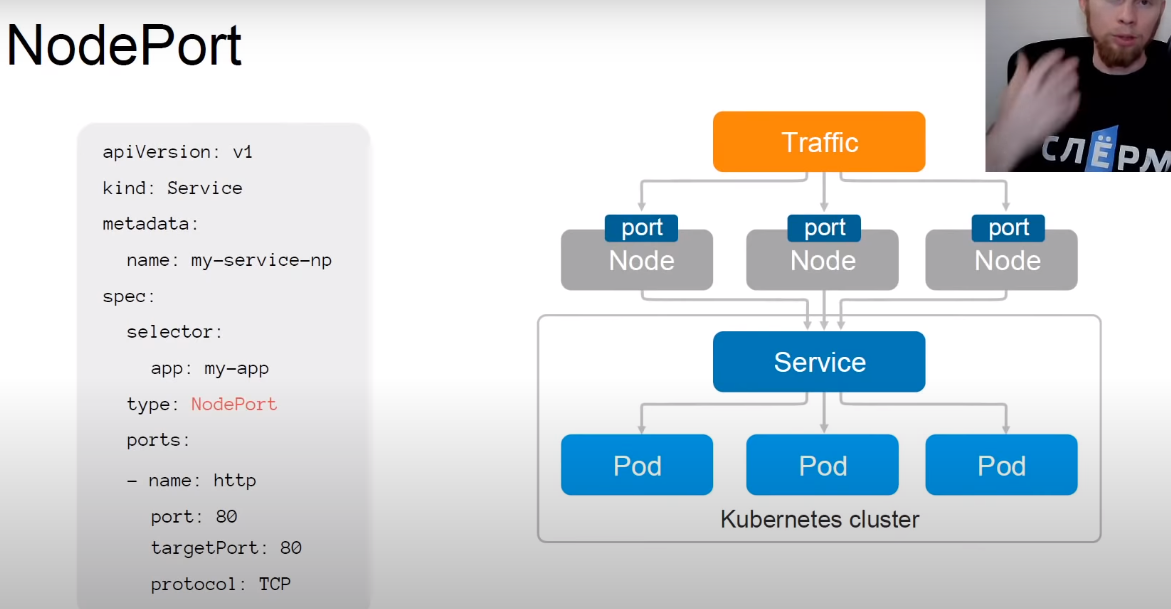 NodePort
apiVersion: v1
kind: Service
metadata:
name: my-service-np
spec:
selector:
app: my-app
type: NodePort
ports:
- name: http
port: 80
targetPort: 80
protocol: TCP
Traffic
port
port
port
Node
Node
Node
Service
Pod
Pod
Pod
Kubernetes cluster
СЛЁРМ